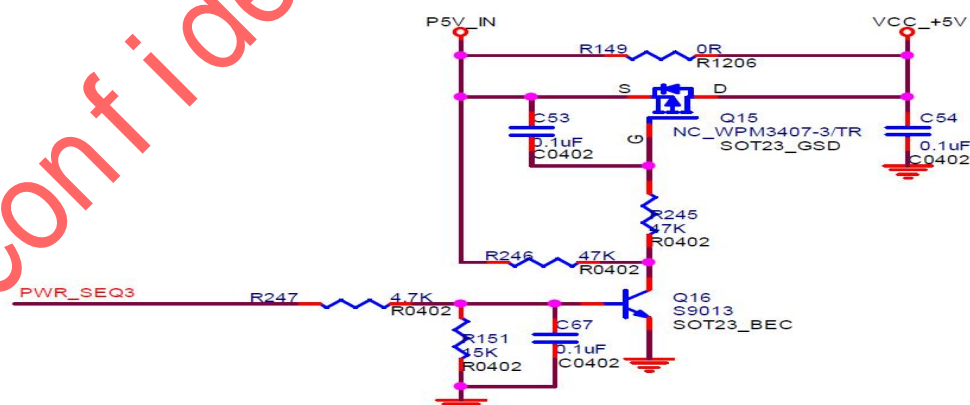 Confide
P5V_IN
VCC_+5V
R149
0R
R1206
S
D
C53
0.1uF
C0402
G
Q15
NC_WPM3407-3/TR
SOT23_GSD
C54
0.1uF
C0402
R245
47K
R0402
R246
47K
R0402
PWR_SEQ3
R247
4.7K
R0402
Q16
S9013
SOT23_BEC
R151
15K
R0402
C67
0.1uF
C0402